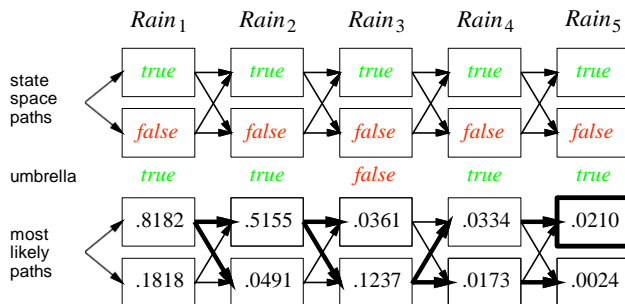 Rain1 Rain2 Rain3 Rain4 Rain5
state
space
paths
true true true true true
false false false false false
umbrella true true false true true
most
likely
paths
.8182 .5155 .0361 .0334 .0210
.1818 .0491 .1237 .0173 .0024